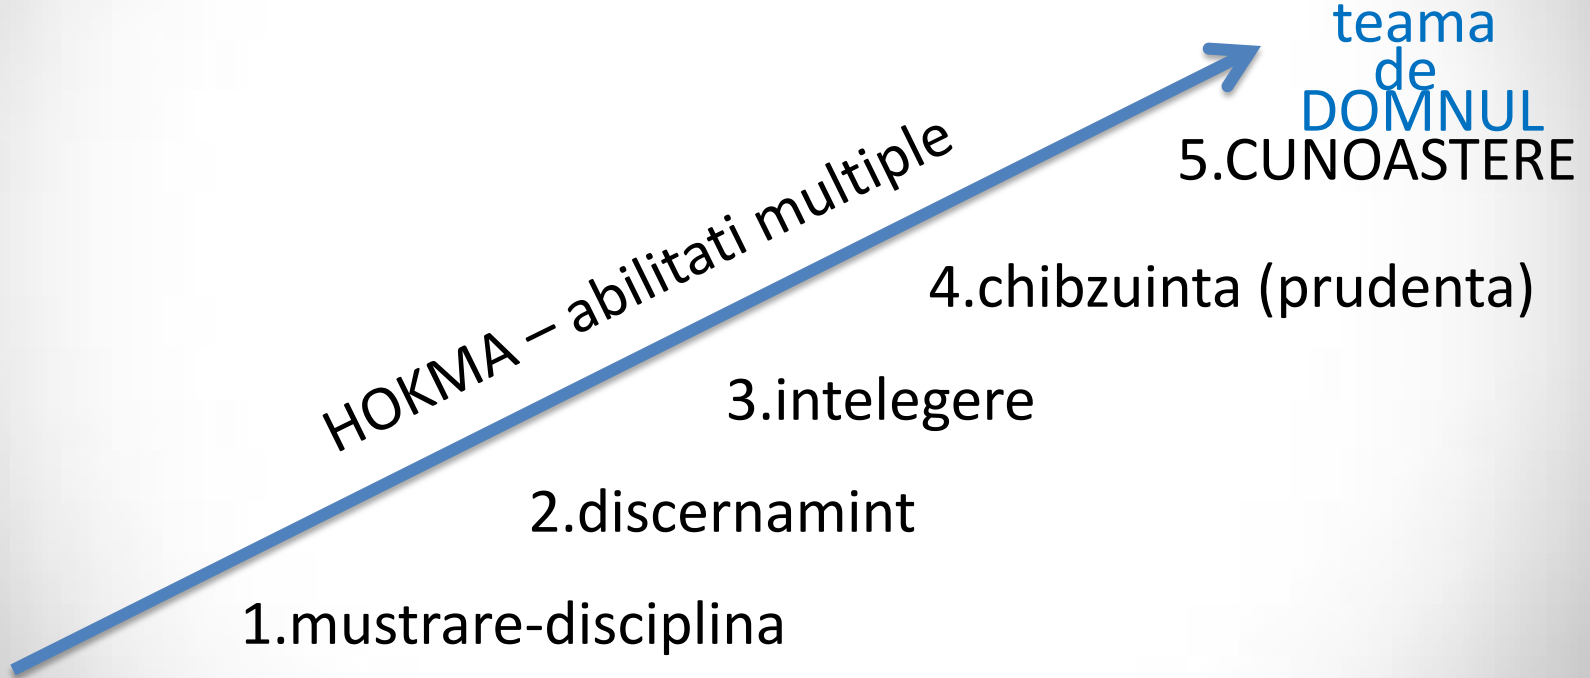 teama
de
DOMNUL
5.CUNOASTERE
HOKMA – abilitati multiple
4.chibzuinta (prudenta)
3.intelegere
2.discernamint
1.mustrare-disciplina